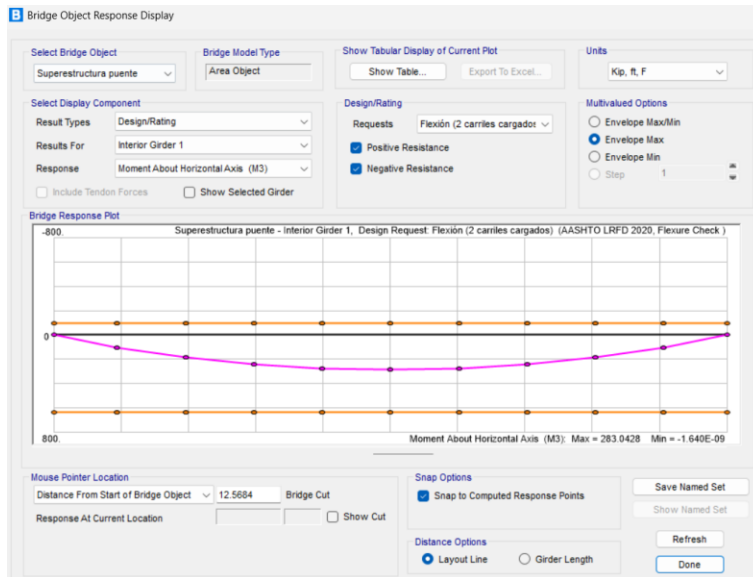 B Bridge Object Response Display
Select Bridge Object
Superestructura puente
Bridge Model Type
Area Object
Show Tabular Display of Current Plot
Show Table...
Export To Excel...
Units
Kip, ft, F
Select Display Component
Result Types
Design/Rating
Results For
Interior Girder 1
Response
Moment About Horizontal Axis (M3)
Include Tendon Forces
Show Selected Girder
Design/Rating
Requests
Flexión (2 carriles cargados
Positive Resistance
Negative Resistance
Multivalued Options
Envelope Max/Min
Envelope Max
Envelope Min
Step
1
Bridge Response Plot
-800.
Superestructura puente - Interior Girder 1, Design Request: Flexión (2 carriles cargados) (AASHTO LRFD 2020, Flexure Check )
0
800.
Moment About Horizontal Axis (M3): Max = 283.0428 Min = -1.640E-09
Mouse Pointer Location
Distance From Start of Bridge Object
12.5684
Bridge Cut
Response At Current Location
Show Cut
Snap Options
Snap to Computed Response Points
Distance Options
Layout Line
Girder Length
Save Named Set
Show Named Set
Refresh
Done